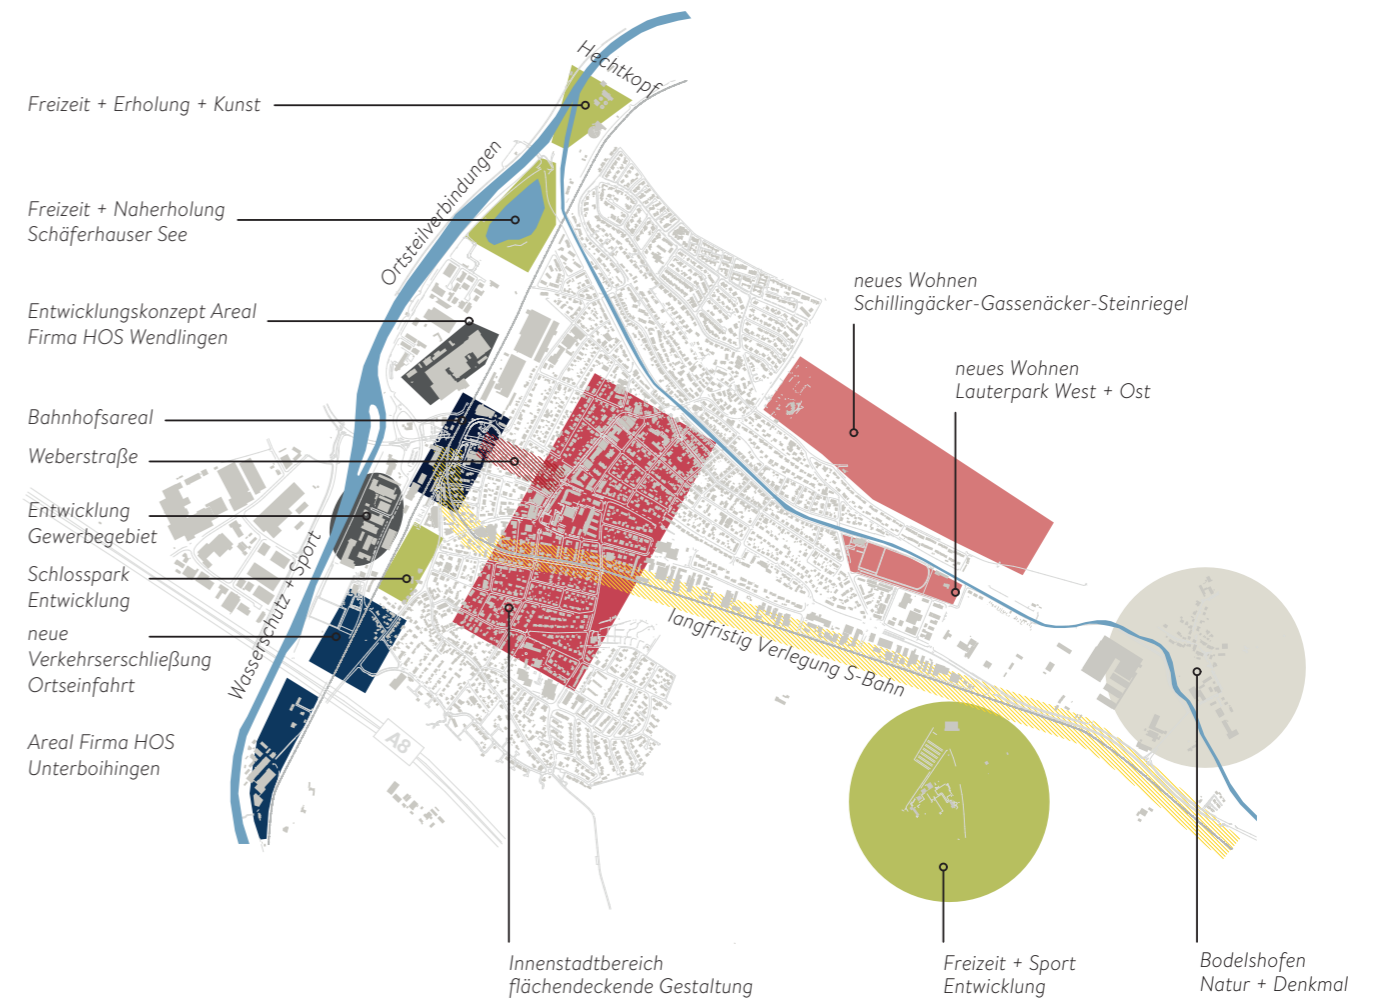 Hechtkopf
Freizeit + Erholung + Kunst
Ortsteilverbindungen
Freizeit + Naherholung
Schäferhauser See
Entwicklungskonzept Areal
Firma HOS Wendlingen
neues Wohnen
Schillingäcker-Gassenäcker-Steinriegel
neues Wohnen
Lauterpark West + Ost
Bahnhofsareal
Weberstraße
Entwicklung
Gewerbegebiet
Schlosspark
Entwicklung
neue
Verkehrserschließung
Ortseinfahrt
Wasserschutz + Sport
langfristig Verlegung S-Bahn
Areal Firma HOS
Unterboihingen
A8
Innenstadtbereich
flächendeckende Gestaltung
Freizeit + Sport
Entwicklung
Bodelshofen
Natur + Denkmal